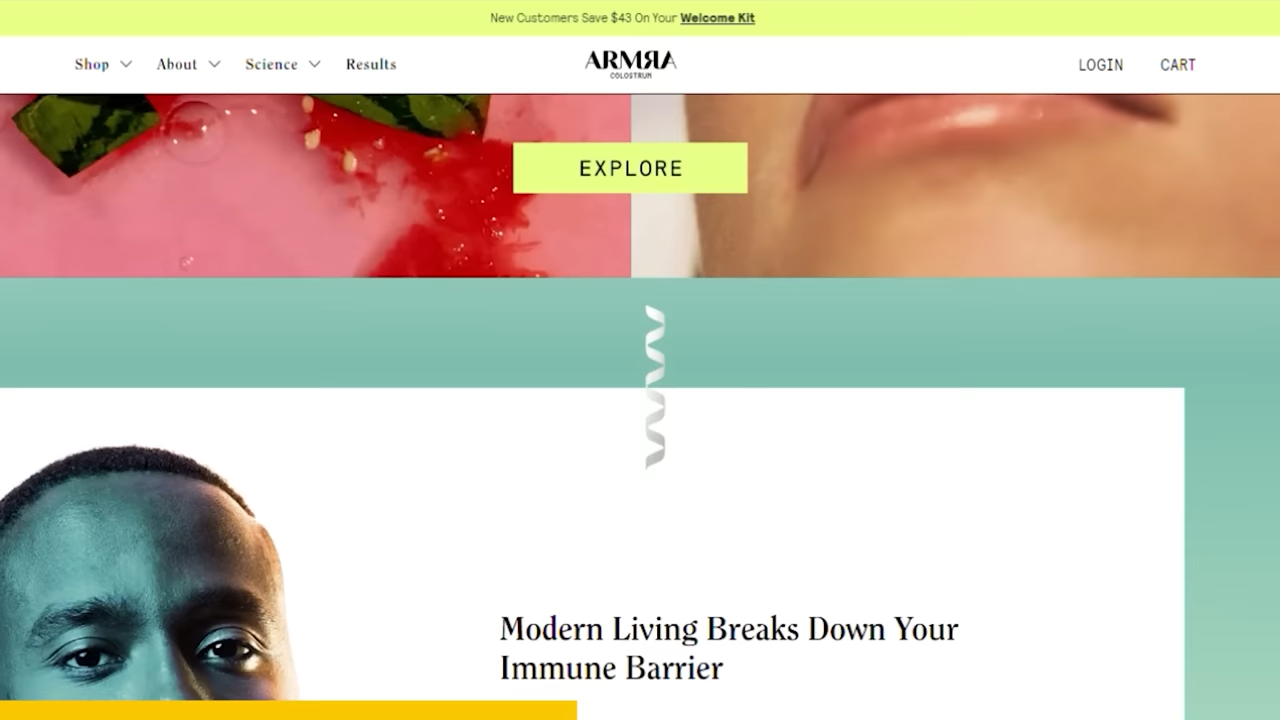 New Customers Save $43 On Your Welcome Kit
Shop About Science Results
ARMЯA
COLOSTRUM
LOGIN CART
EXPLORE
Modern Living Breaks Down Your
Immune Barrier